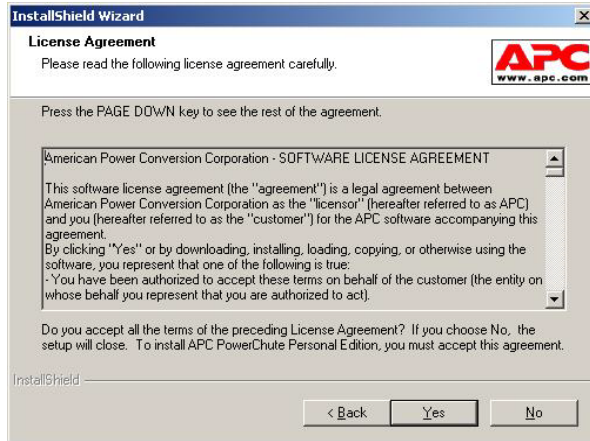 InstallShield Wizard
License Agreement
Please read the following license agreement carefully.
APC
www.apc.com
Press the PAGE DOWN key to see the rest of the agreement.
American Power Conversion Corporation - SOFTWARE LICENSE AGREEMENT
This software license agreement (the "agreement") is a legal agreement between
American Power Conversion Corporation as the "licensor" (hereafter referred to as APC)
and you (hereafter referred to as the "customer") for the APC software accompanying this
agreement.
By clicking "Yes" or by downloading, installing, loading, copying, or otherwise using the
software, you represent that one of the following is true:
- You have been authorized to accept these terms on behalf of the customer (the entity on
whose behalf you represent that you are authorized to act).
Do you accept all the terms of the preceding License Agreement? If you choose No, the
setup will close. To install APC PowerChute Personal Edition, you must accept this agreement.
InstallShield
< Back Yes No